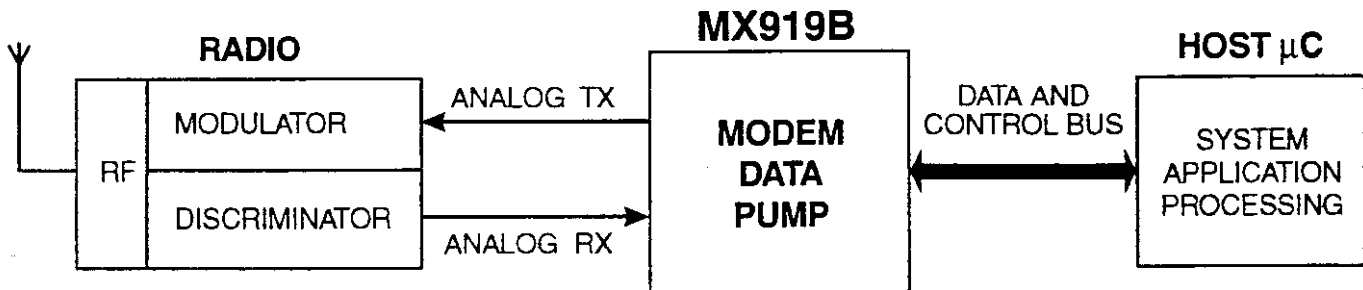 MX919B
RADIO
HOST µC
RF
MODULATOR
DISCRIMINATOR
ANALOG TX
ANALOG RX
MODEM
DATA
PUMP
DATA AND
CONTROL BUS
SYSTEM
APPLICATION
PROCESSING